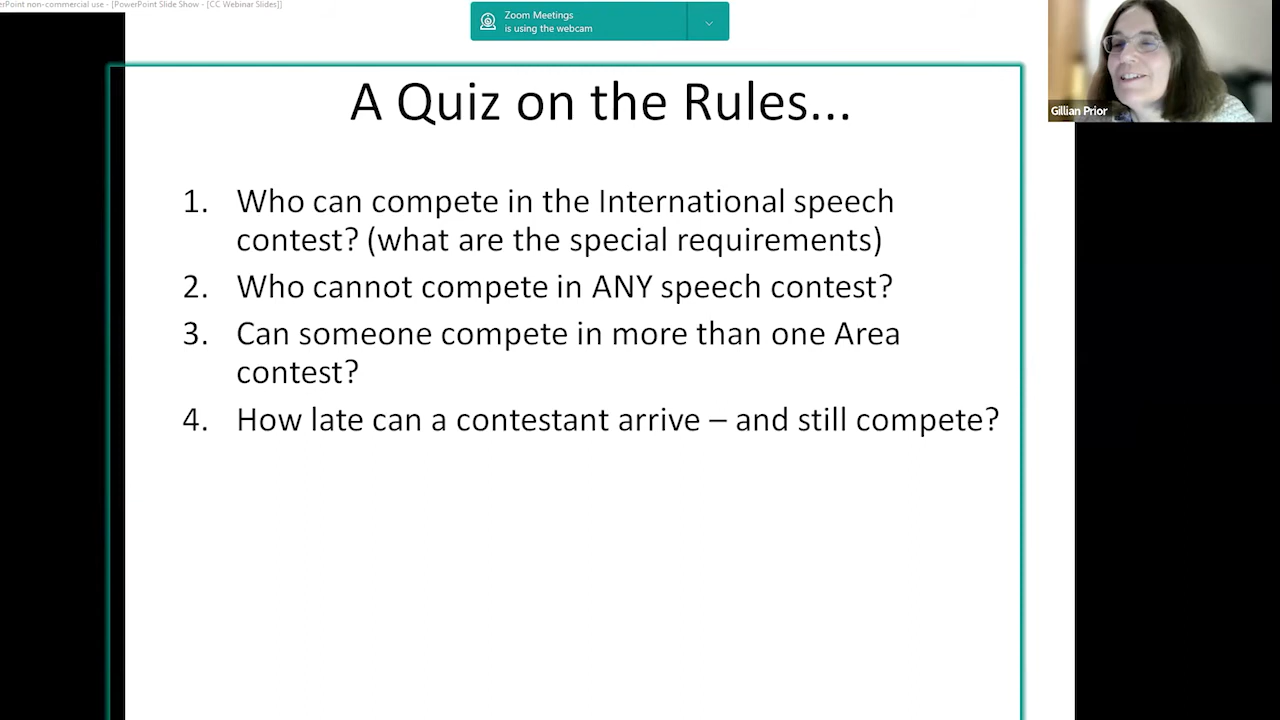 erPoint non-commercial use - [PowerPoint Slide Show - [CC Webinar Slides]]
Zoom Meetings
is using the webcam
Gillian Prior
A Quiz on the Rules...
1. Who can compete in the International speech
contest? (what are the special requirements)
2. Who cannot compete in ANY speech contest?
3. Can someone compete in more than one Area
contest?
4. How late can a contestant arrive – and still compete?